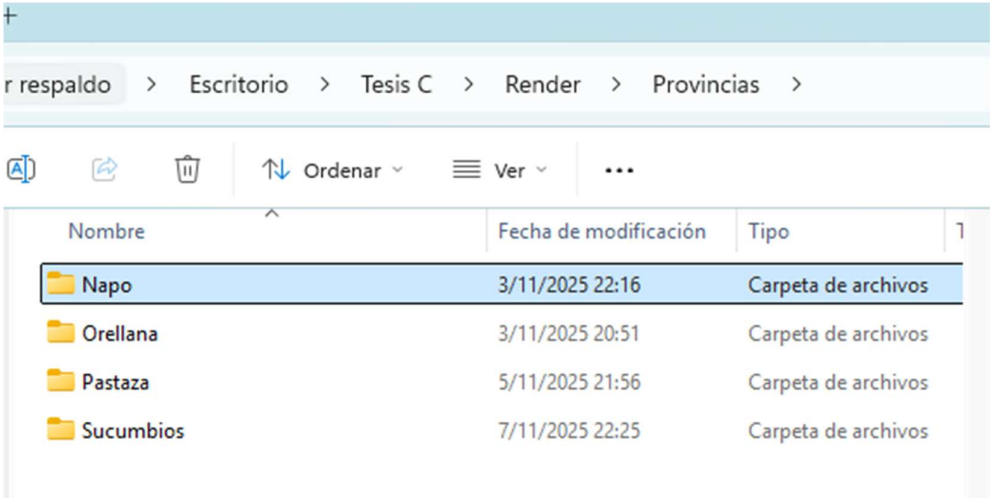 r respaldo > Escritorio > Tesis C > Render > Provincias >
Ordenar Ver ...
Nombre Fecha de modificación Tipo
Napo 3/11/2025 22:16 Carpeta de archivos
Orellana 3/11/2025 20:51 Carpeta de archivos
Pastaza 5/11/2025 21:56 Carpeta de archivos
Sucumbios 7/11/2025 22:25 Carpeta de archivos